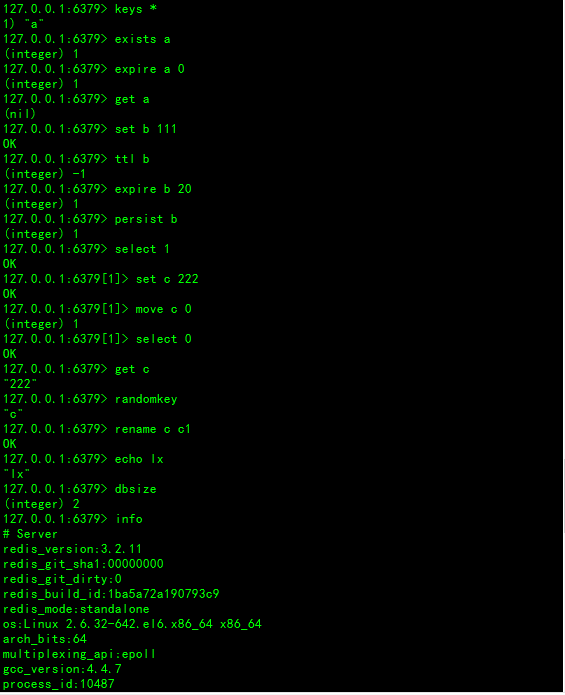 127.0.0.1:6379> keys *
1) "a"
127.0.0.1:6379> exists a
(integer) 1
127.0.0.1:6379> expire a 0
(integer) 1
127.0.0.1:6379> get a
(nil)
127.0.0.1:6379> set b 111
OK
127.0.0.1:6379> ttl b
(integer) -1
127.0.0.1:6379> expire b 20
(integer) 1
127.0.0.1:6379> persist b
(integer) 1
127.0.0.1:6379> select 1
OK
127.0.0.1:6379[1]> set c 222
OK
127.0.0.1:6379[1]> move c 0
(integer) 1
127.0.0.1:6379[1]> select 0
OK
127.0.0.1:6379> get c
"222"
127.0.0.1:6379> randomkey
"c"
127.0.0.1:6379> rename c c1
OK
127.0.0.1:6379> echo lx
"lx"
127.0.0.1:6379> dbsize
(integer) 2
127.0.0.1:6379> info
# Server
redis_version:3.2.11
redis_git_sha1:00000000
redis_git_dirty:0
redis_build_id:1ba5a72a190793c9
redis_mode:standalone
os:Linux 2.6.32-642.el6.x86_64 x86_64
arch_bits:64
multiplexing_api:epoll
gcc_version:4.4.7
process_id:10487